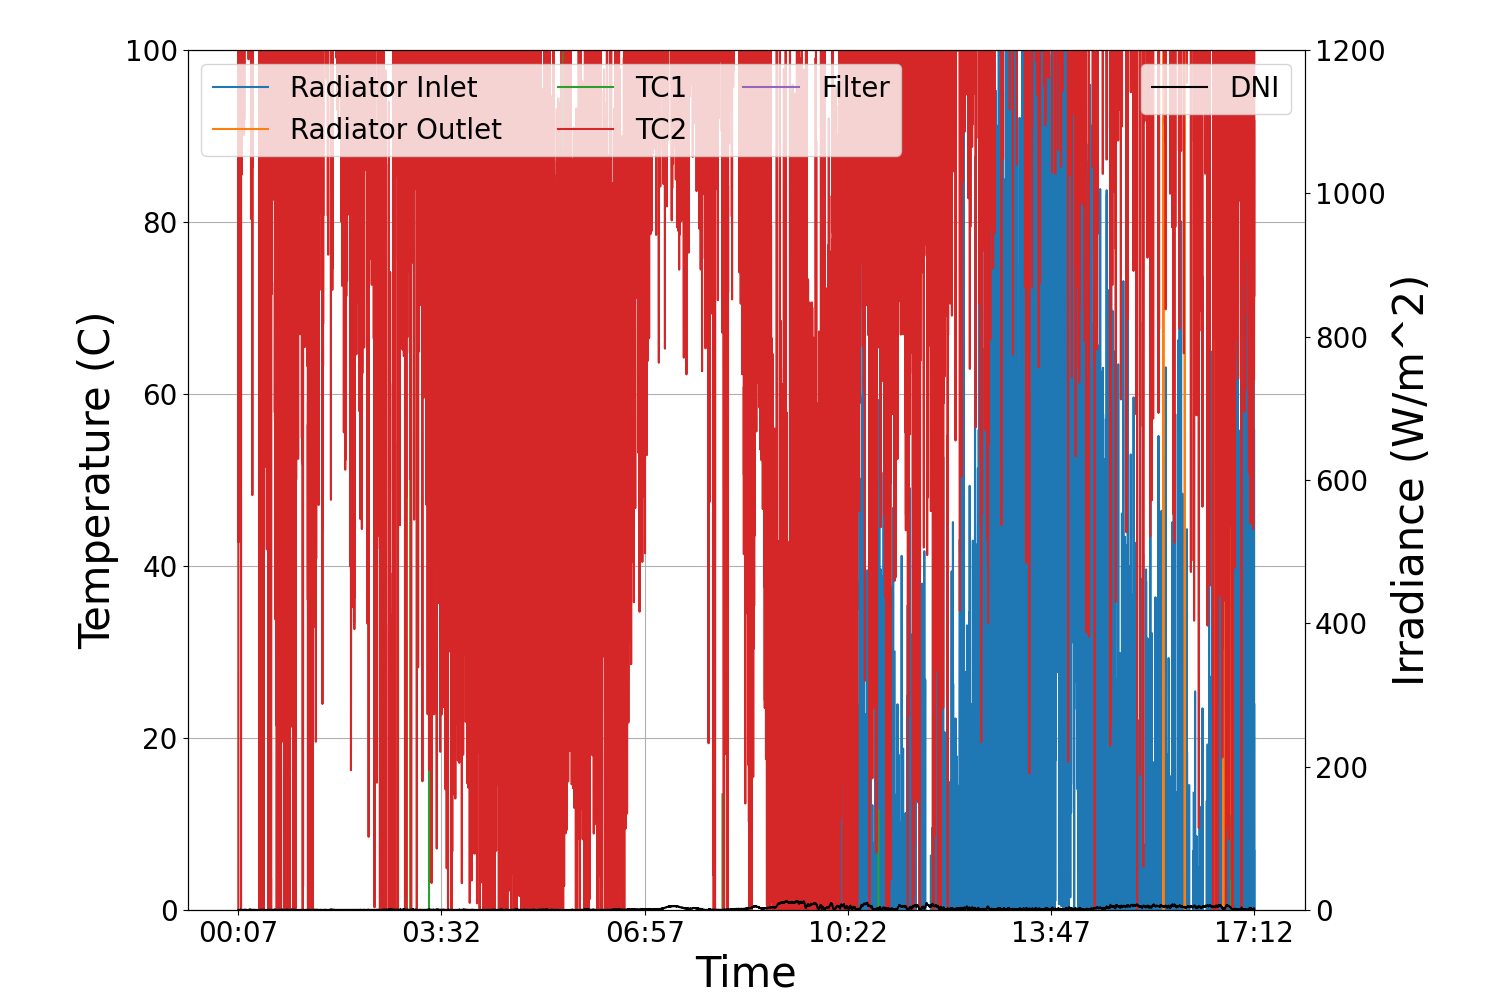 100
80
60
40
20
0
Temperature (C)
Radiator Inlet
Radiator Outlet
TC1
TC2
Filter
DNI
1200
1000
800
600
400
200
0
Irradiance (W/m^2)
00:07 03:32 06:57 10:22 13:47 17:12
Time